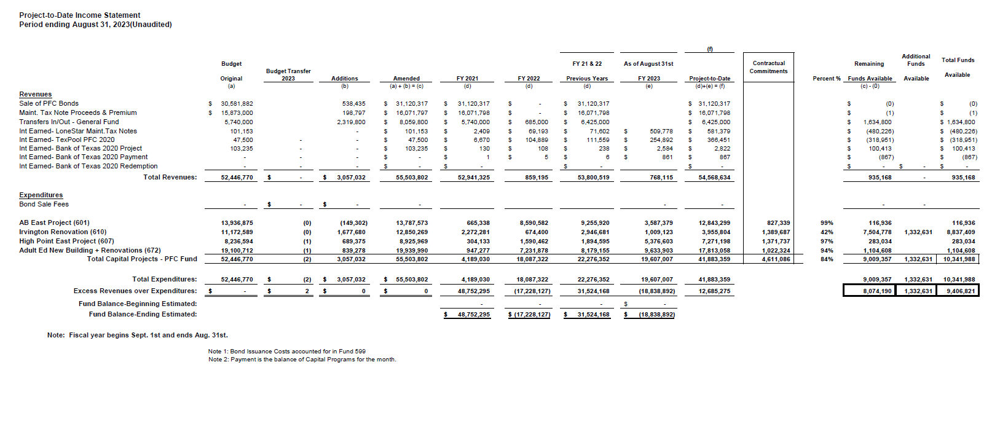 Project-to-Date Income Statement
Period ending August 31, 2023(Unaudited)
(f)
Budget FY 21 & 22 As of August 31st Contractual Remaining Additional Total Funds
Budget Transfer Commitments Funds
Original 2023 Additions Amended FY 2021 FY 2022 Previous Years FY 2023 Project-to-Date Percent % Funds Available Available Available
(a) (b) (a) + (b) = (c) (d) (d) (d) (e) (d)+(e) = (f) (c) - (0)
Revenues
Sale of PFC Bonds $ 30,581,882 538,435 $ 31,120,317 $ 31,120,317 $ - $ 31,120,317 $ 31,120,317 $ (0) $ (0)
Maint. Tax Note Proceeds & Premium $ 15,873,000 198,797 $ 16,071,797 $ 16,071,798 $ - $ 16,071,798 $ 16,071,798 $ (1) $ (1)
Transfers In/Out - General Fund 5,740,000 2,319,800 $ 8,059,800 $ 5,740,000 $ 685,000 $ 6,425,000 $ 6,425,000 $ 1,634,800 $ 1,634,800
Int Earned- LoneStar Maint.Tax Notes 101,153 - $ 101,153 $ 2,409 $ 69,193 $ 71,602 $ 509,778 $ 581,379 $ (480,226) $ (480,226)
Int Earned- TexPool PFC 2020 47,500 - - $ 47,500 $ 6,670 $ 104,889 $ 111,559 $ 254,892 $ 366,451 $ (318,951) $ (318,951)
Int Earned- Bank of Texas 2020 Project 103,235 - - $ 103,235 $ 130 $ 108 $ 238 $ 2,584 $ 2,822 $ 100,413 $ 100,413
Int Earned- Bank of Texas 2020 Payment - - - $ - $ 1 $ 5 $ 6 $ 861 $ 867 $ (867) $ (867)
Int Earned- Bank of Texas 2020 Redemption - - - $ - $ - $ - $ - $ - $ - $ -
Total Revenues: 52,446,770 $ - $ 3,057,032 55,503,802 52,941,325 859,195 53,800,519 768,115 54,568,634 935,168 - 935,168
Expenditures
Bond Sale Fees - $ - $ - - - - - -
AB East Project (601) 13,936,875 (0) (149,302) 13,787,573 665,338 8,590,582 9,255,920 3,587,379 12,843,299 827,339 99% 116,936 116,936
Irvington Renovation (610) 11,172,589 (0) 1,677,680 12,850,269 2,272,281 674,400 2,946,681 1,009,123 3,955,804 1,389,687 42% 7,504,778 1,332,631 8,837,409
High Point East Project (607) 8,236,594 (1) 689,375 8,925,969 304,133 1,590,462 1,894,595 5,376,603 7,271,198 1,371,737 97% 283,034 283,034
Adult Ed New Building + Renovations (672) 19,100,712 (1) 839,278 19,939,990 947,277 7,231,878 8,179,155 9,633,903 17,813,058 1,022,324 94% 1,104,608 1,104,608
Total Capital Projects - PFC Fund 52,446,770 (2) 3,057,032 55,503,802 4,189,030 18,087,322 22,276,352 19,607,007 41,883,359 4,611,086 84% 9,009,357 1,332,631 10,341,988
Total Expenditures: 52,446,770 $ (2) $ 3,057,032 $ 55,503,802 4,189,030 18,087,322 22,276,352 19,607,007 41,883,359 9,009,357 1,332,631 10,341,988
Excess Revenues over Expenditures: $ - $ 2 $ 0 $ 0 48,752,295 (17,228,127) 31,524,168 (18,838,892) 12,685,275 8,074,190 1,332,631 9,406,821
Fund Balance-Beginning Estimated: - - - $ -
Fund Balance-Ending Estimated: $ 48,752,295 $ (17,228,127) $ 31,524,168 $ (18,838,892)
Note: Fiscal year begins Sept. 1st and ends Aug. 31st.
Note 1: Bond Issuance Costs accounted for in Fund 599
Note 2: Payment is the balance of Capital Programs for the month.